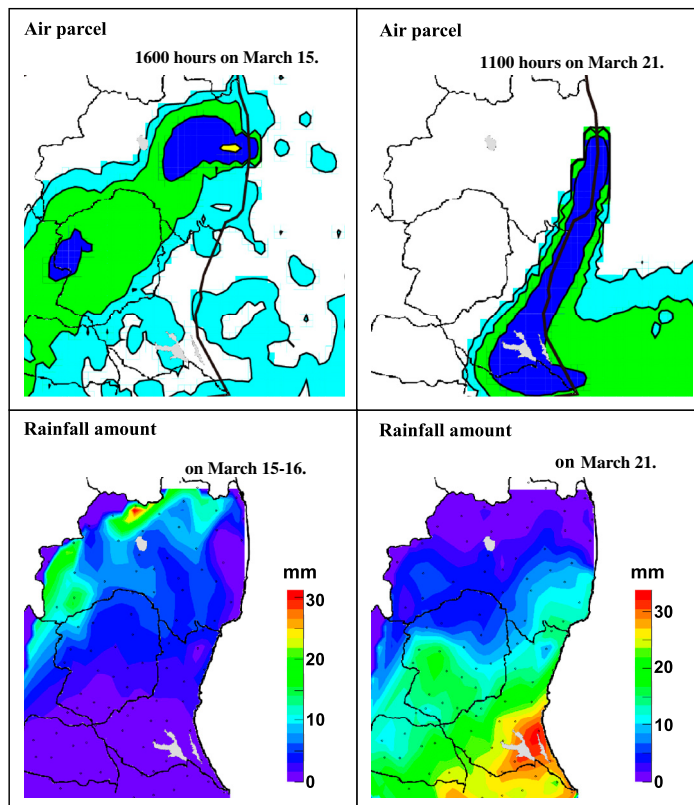 Air parcel
1600 hours on March 15.
Air parcel
1100 hours on March 21.
Rainfall amount
on March 15-16.
mm
30
20
10
0
Rainfall amount
on March 21.
mm
30
20
10
0